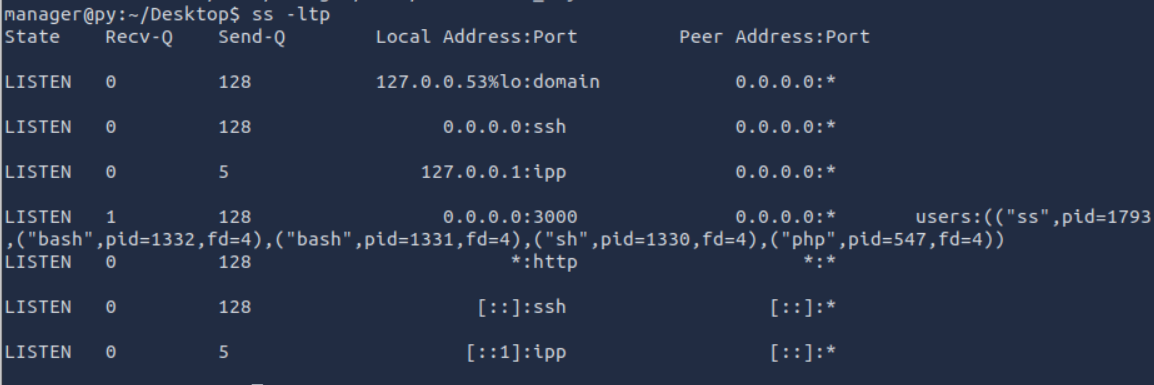 manager@py:~/Desktop$ ss -ltp
State Recv-Q Send-Q Local Address:Port Peer Address:Port
LISTEN 0 128 127.0.0.53%lo:domain 0.0.0.0:*
LISTEN 0 128 0.0.0.0:ssh 0.0.0.0:*
LISTEN 0 5 127.0.0.1:ipp 0.0.0.0:*
LISTEN 1 128 0.0.0.0:3000 0.0.0.0:* users:(("ss",pid=1793
,("bash",pid=1332,fd=4),("bash",pid=1331,fd=4),("sh",pid=1330,fd=4),("php",pid=547,fd=4))
LISTEN 0 128 *:http *:*
LISTEN 0 128 [::]:ssh [::]:*
LISTEN 0 5 [::1]:ipp [::]:*